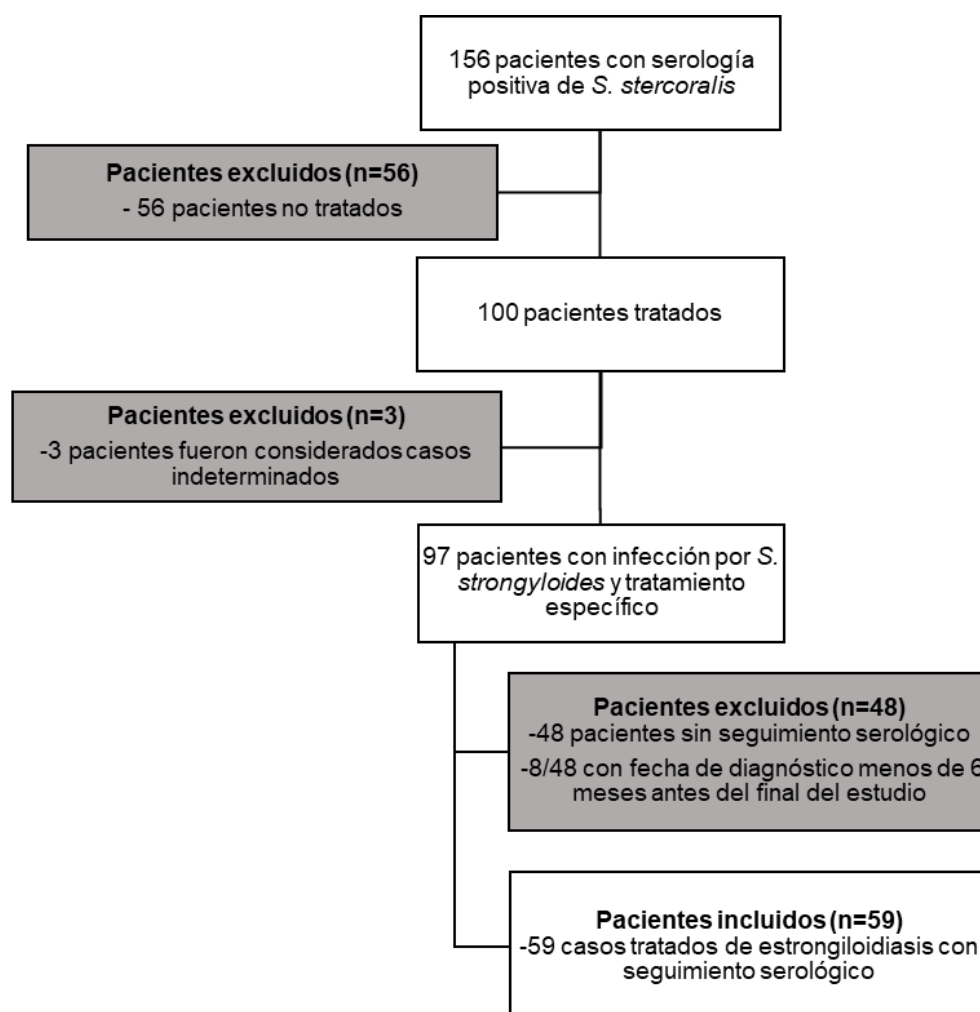 156 pacientes con serología
positiva de S. stercoralis
Pacientes excluidos (n=56)
- 56 pacientes no tratados
100 pacientes tratados
Pacientes excluidos (n=3)
-3 pacientes fueron considerados casos
indeterminados
97 pacientes con infección por S.
strongyloides y tratamiento
específico
Pacientes excluidos (n=48)
-48 pacientes sin seguimiento serológico
-8/48 con fecha de diagnóstico menos de 6
meses antes del final del estudio
Pacientes incluidos (n=59)
-59 casos tratados de estrongiloidiasis con
seguimiento serológico